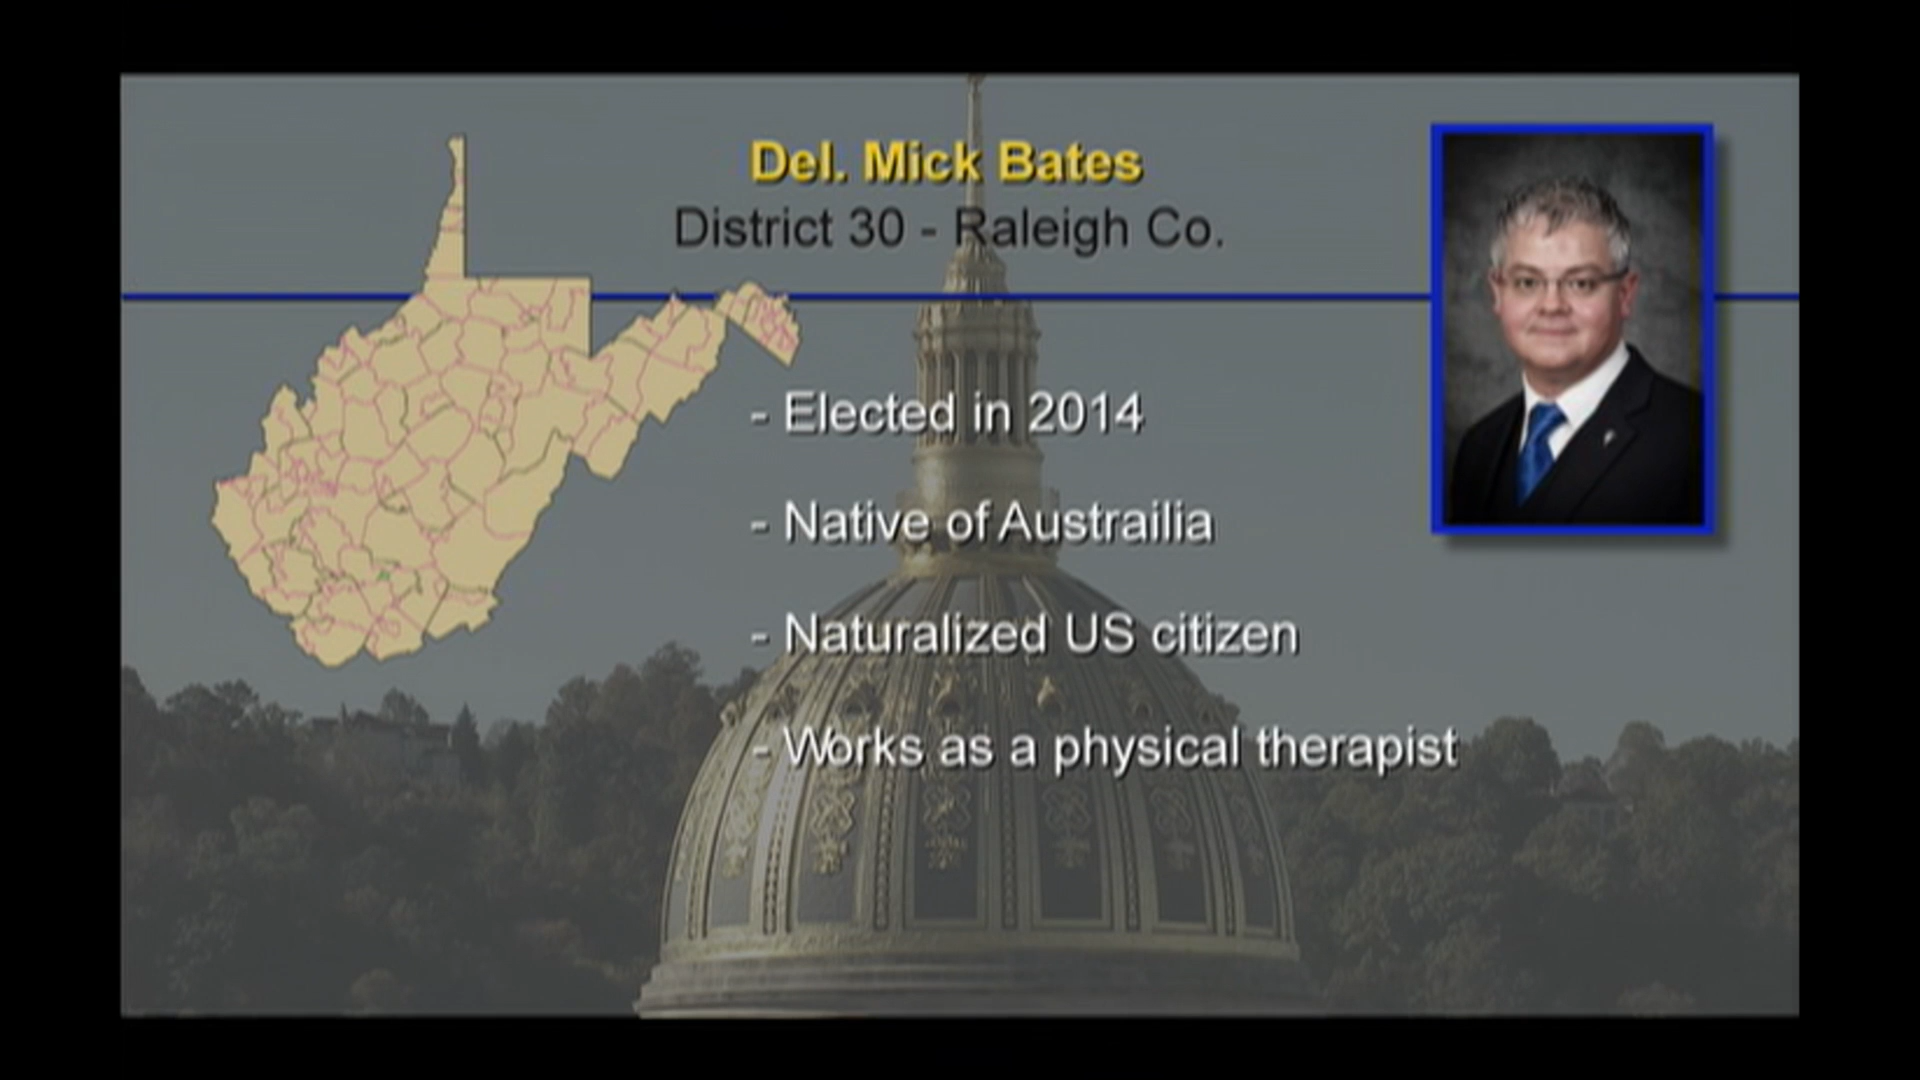 Del. Mick Bates
District 30 - Raleigh Co.
- Elected in 2014
- Native of Austrailia
- Naturalized US citizen
- Works as a physical therapist